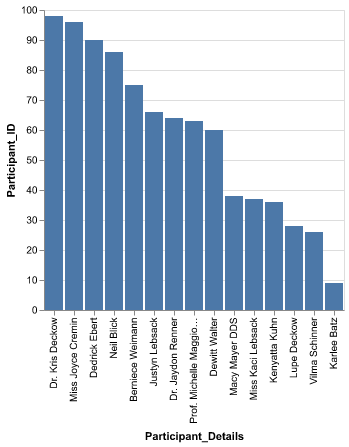 100
90
80
70
60
50
40
30
20
10
0
Participant_ID
Dr. Kris Deckow
Miss Joyce Cremin
Dedrick Ebert
Neil Blick
Berniece Weimann
Justyn Lebsack
Dr. Jaydon Renner
Prof. Michelle Maggio…
Dewitt Walter
Macy Mayer DDS
Miss Kaci Lebsack
Kenyatta Kuhn
Lupe Deckow
Vilma Schinner
Karlee Batz
Participant_Details